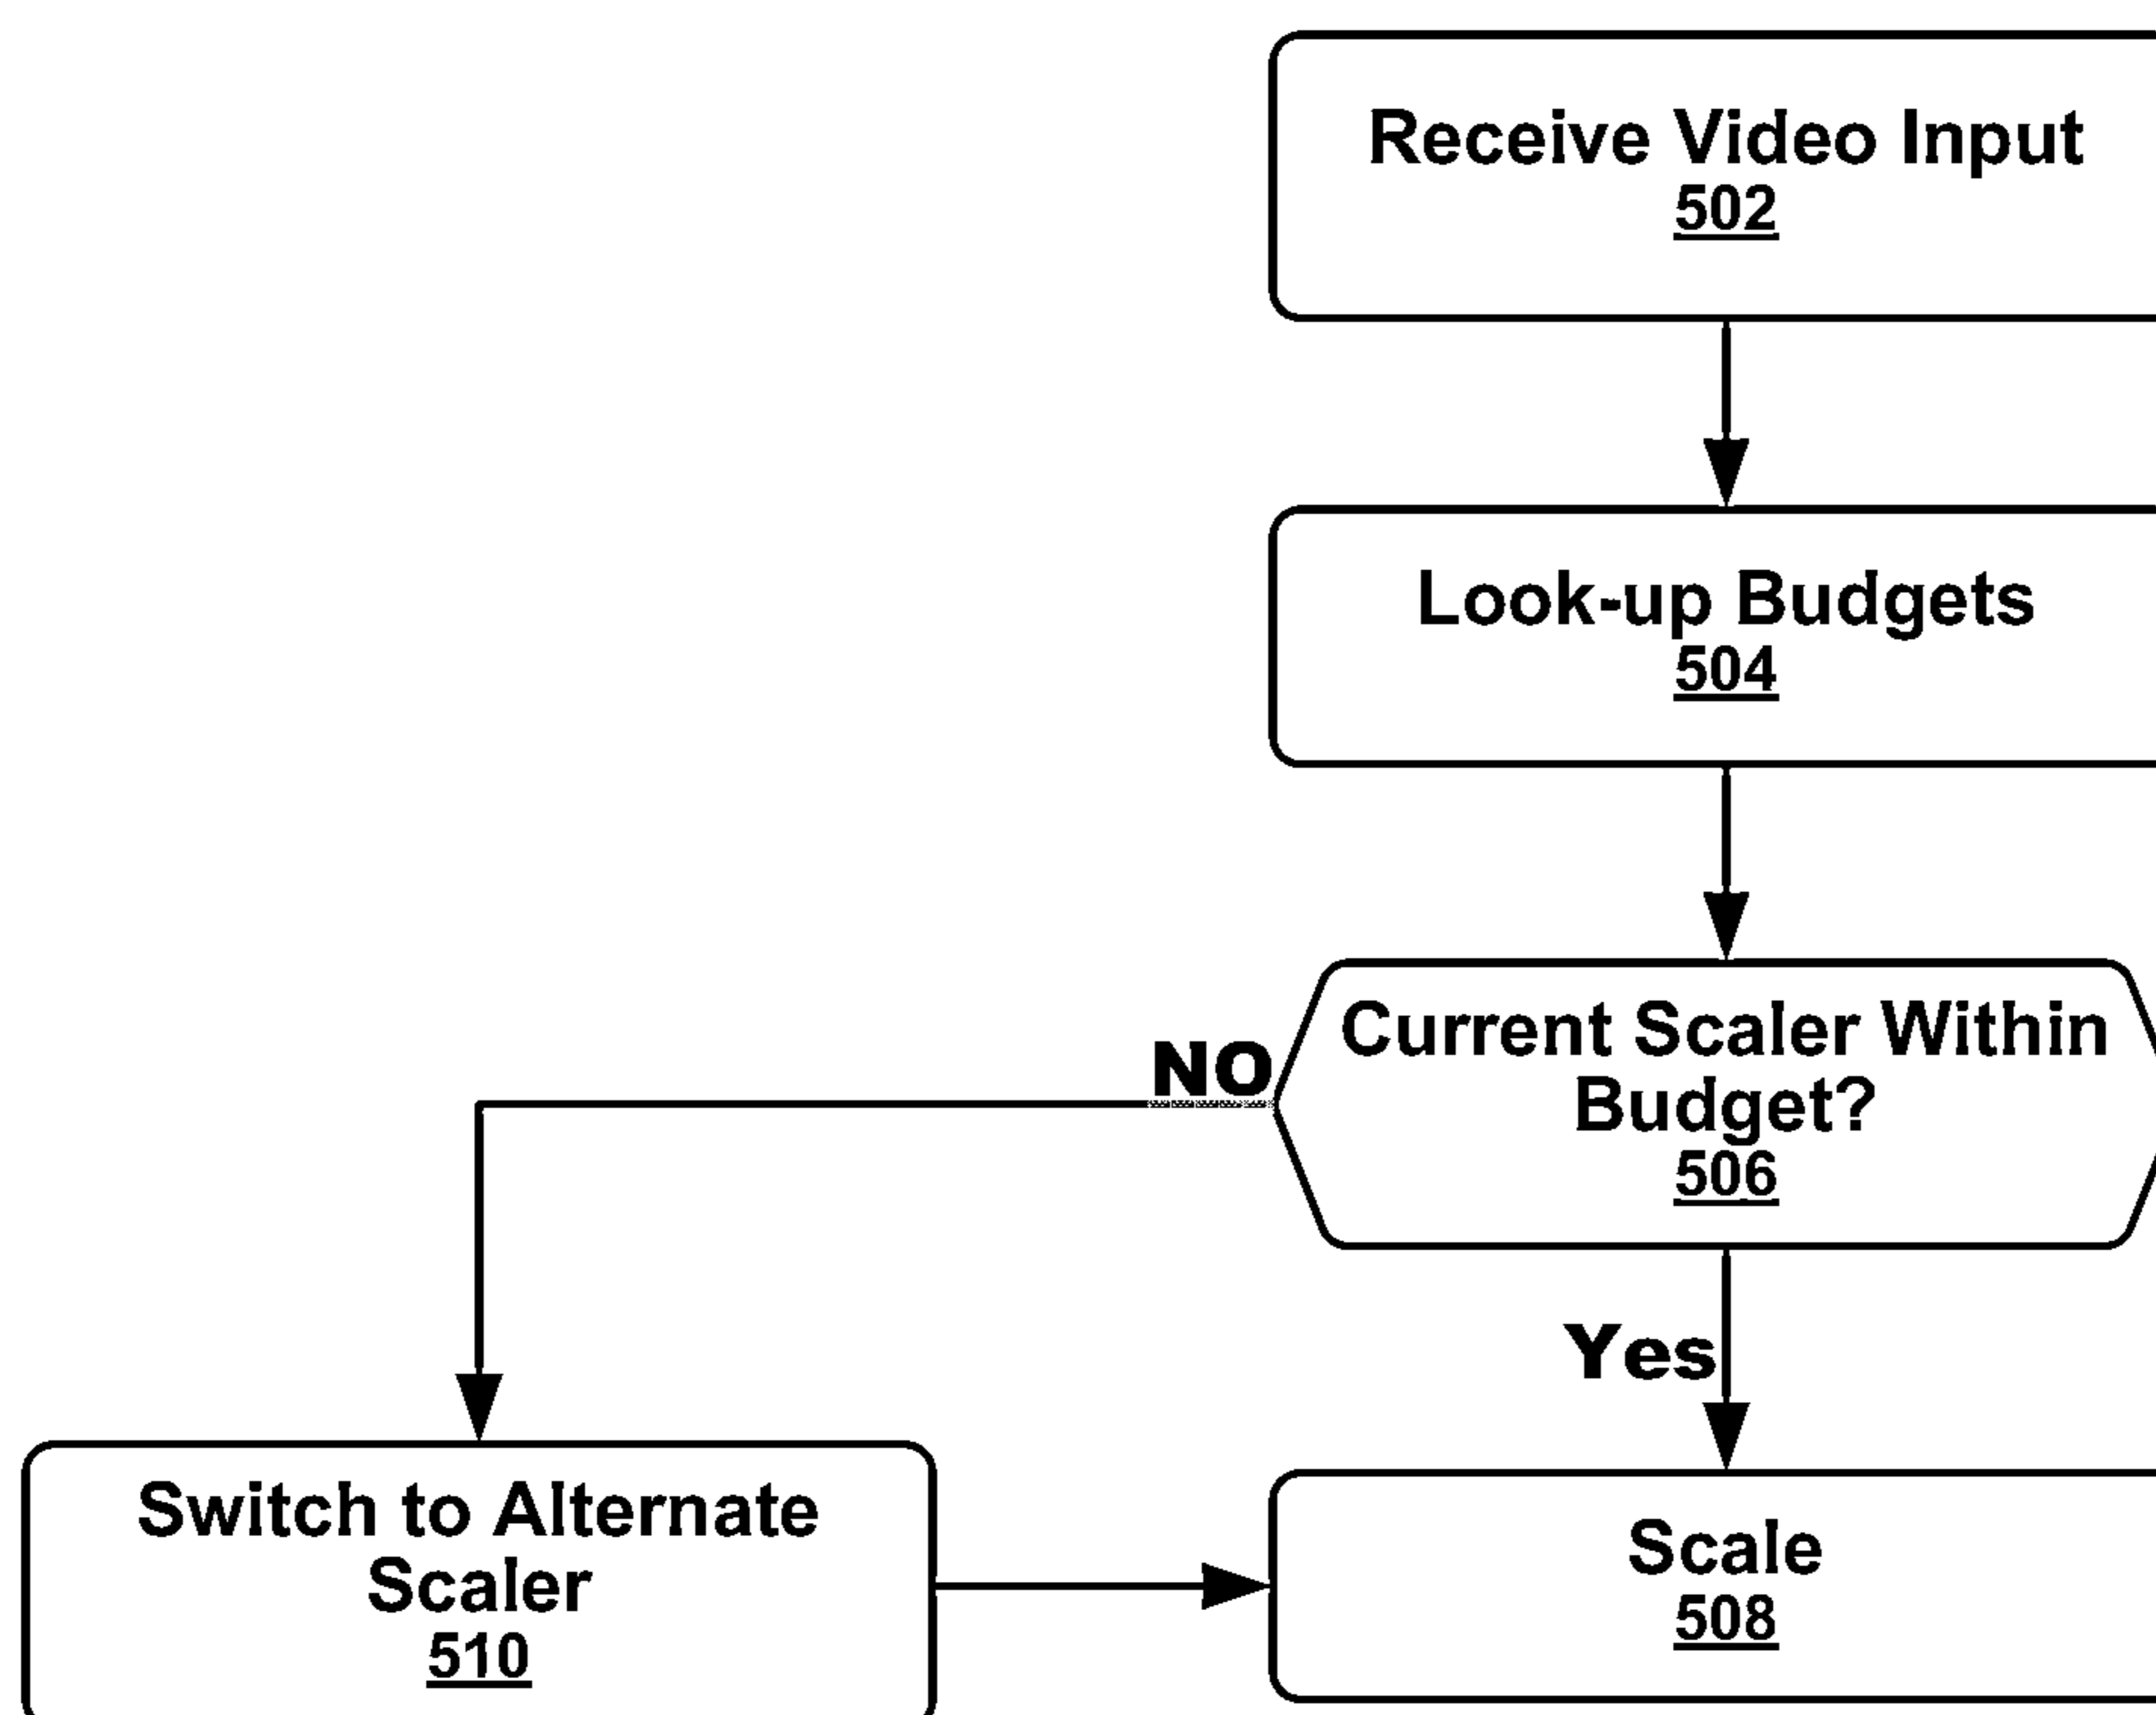 Receive Video Input
502
Look-up Budgets
504
Current Scaler Within
Budget?
506
NO
Yes
Switch to Alternate
Scaler
510
Scale
508